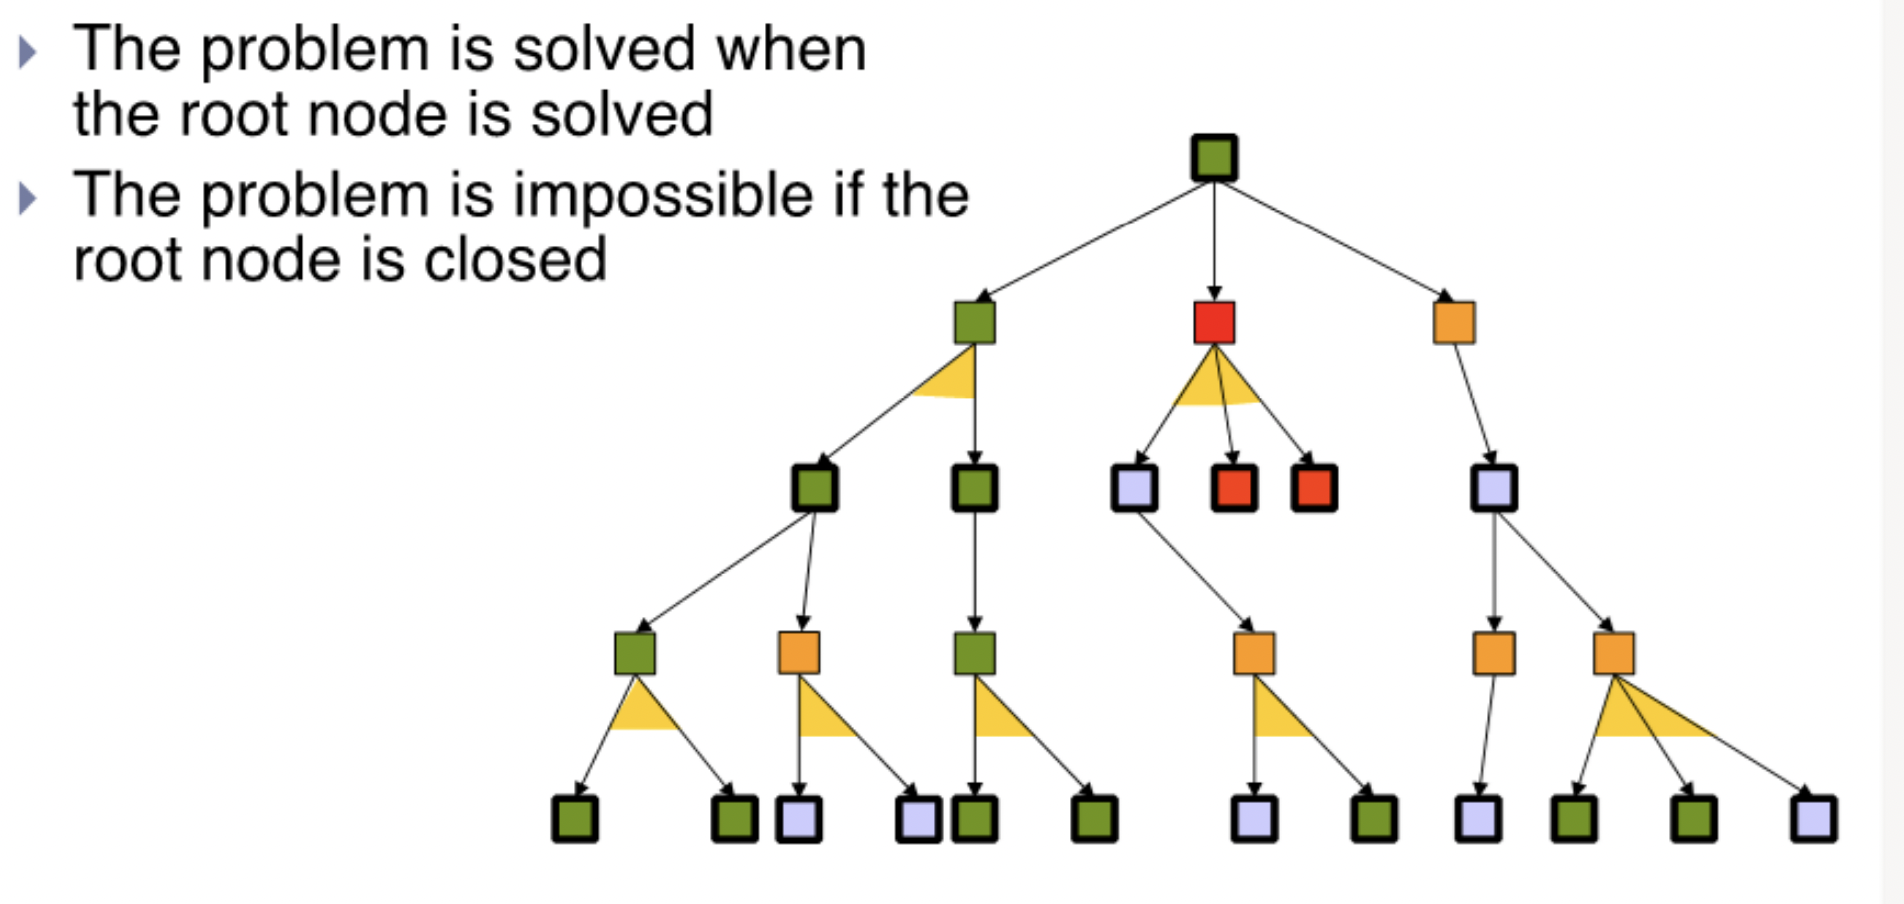 The problem is solved when
the root node is solved
The problem is impossible if the
root node is closed